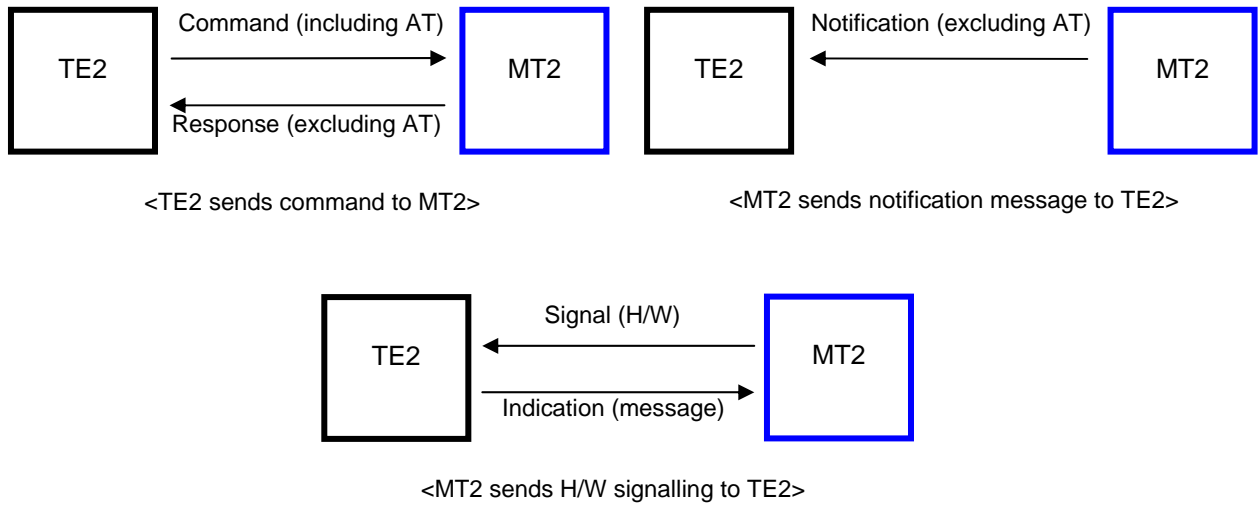 Command (including AT)
TE2
MT2
Response (excluding AT)
<TE2 sends command to MT2>
Notification (excluding AT)
TE2
MT2
<MT2 sends notification message to TE2>
Signal (H/W)
TE2
MT2
Indication (message)
<MT2 sends H/W signalling to TE2>